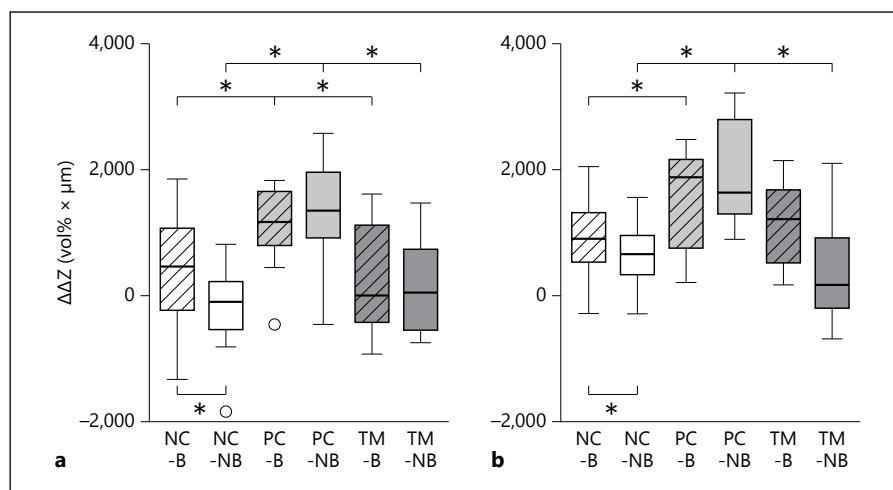 4,000
2,000
0
–2,000
ΔΔZ (vol% × μm)
* *
* *
*
NC PC PC TM TM
NC
-B -NB -B -NB -B -NB
a
4,000
2,000
0
–2,000
* *
*
*
NC NC PC PC TM TM
-B -NB -B -NB -B -NB
b